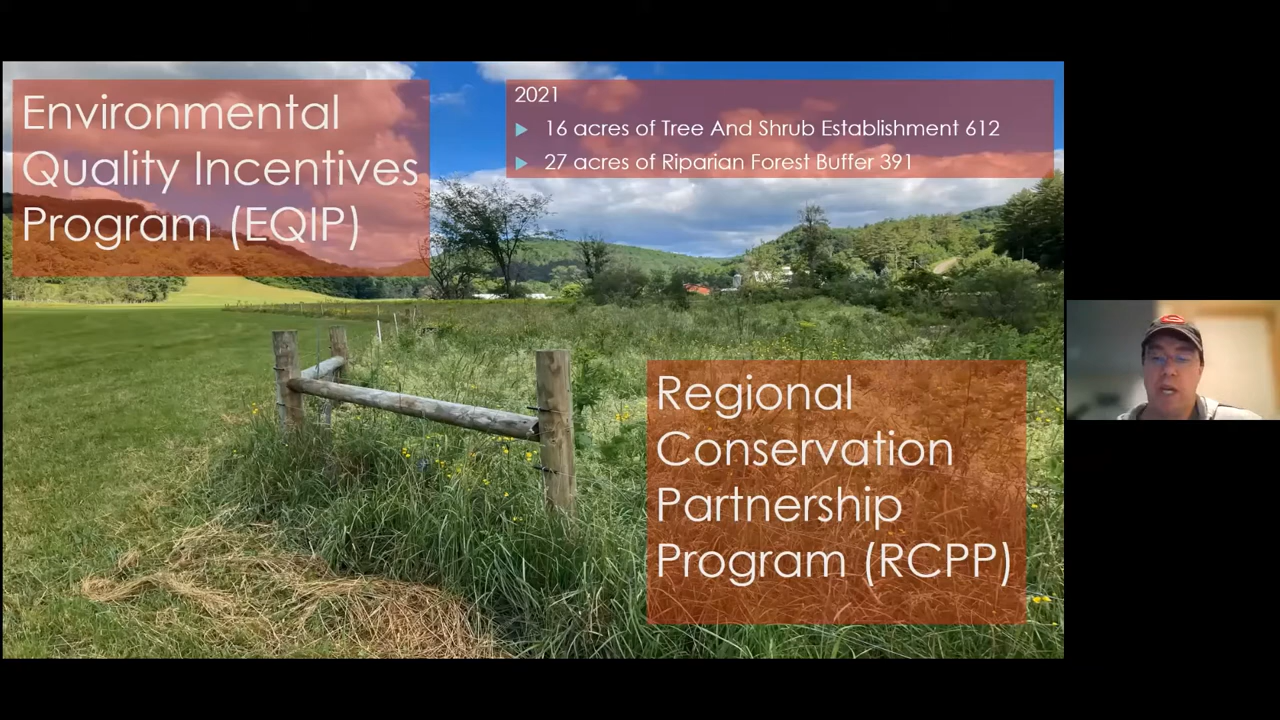 Environmental
Quality Incentives
Program (EQIP)
2021
16 acres of Tree And Shrub Establishment 612
27 acres of Riparian Forest Buffer 391
Regional
Conservation
Partnership
Program (RCPP)